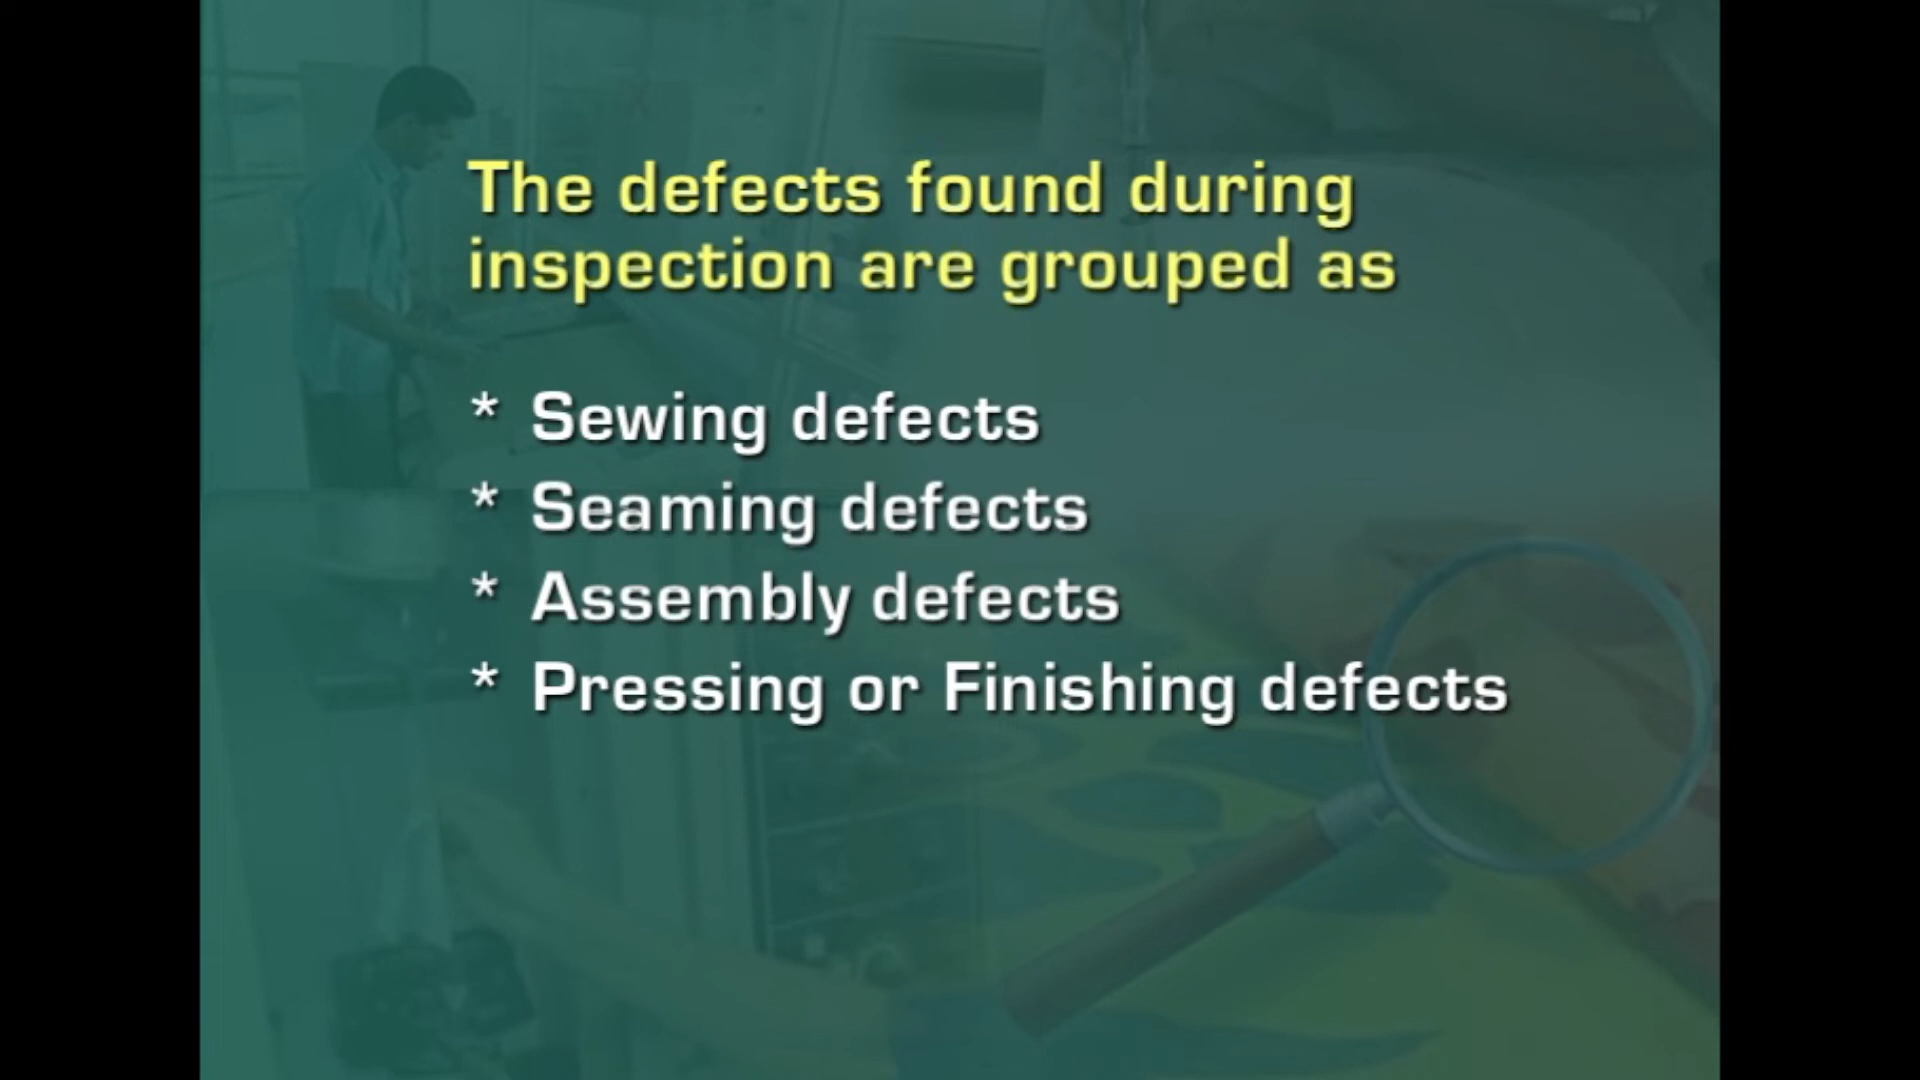 The defects found during
inspection are grouped as
* Sewing defects
* Seaming defects
* Assembly defects
* Pressing or Finishing defects